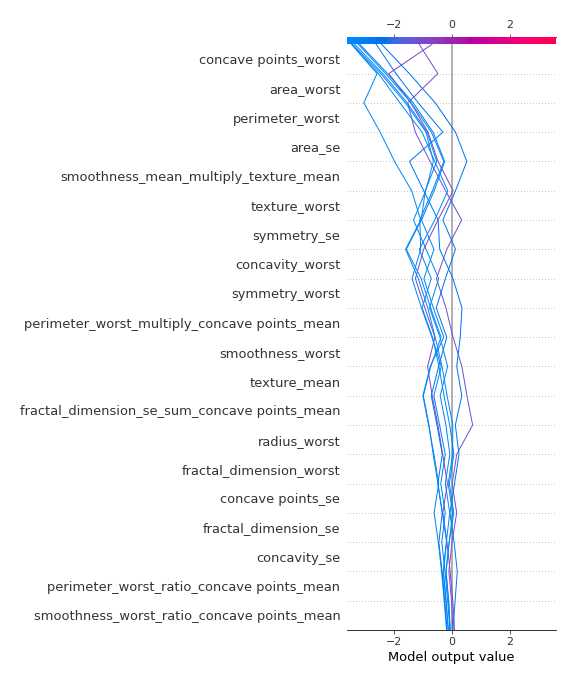 −2 0 2
concave points_worst
area_worst
perimeter_worst
area_se
smoothness_mean_multiply_texture_mean
texture_worst
symmetry_se
concavity_worst
symmetry_worst
perimeter_worst_multiply_concave points_mean
smoothness_worst
texture_mean
fractal_dimension_se_sum_concave points_mean
radius_worst
fractal_dimension_worst
concave points_se
fractal_dimension_se
concavity_se
perimeter_worst_ratio_concave points_mean
smoothness_worst_ratio_concave points_mean
−2 0 2
Model output value